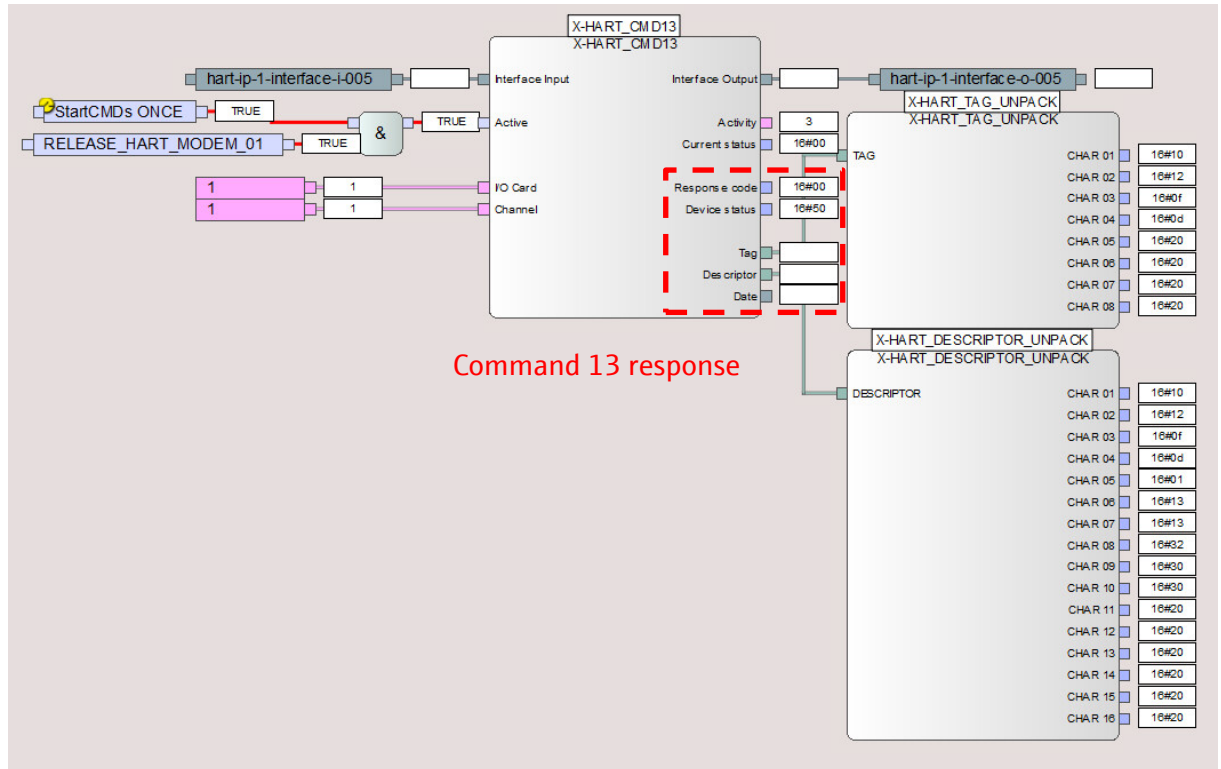 X-HART_CMD13
X-HART_CMD13
hart-ip-1-interface-i-005
Interface Input
Interface Output
hart-ip-1-interface-o-005
StartCMDs ONCE
TRUE
RELEASE_HART_MODEM_01
TRUE
&
TRUE
Active
Activity
3
Current status
16#00
1
1
I/O Card
Response code
16#00
1
1
Channel
Device status
16#50
Tag
Descriptor
Date
Command 13 response
X-HART_TAG_UNPACK
X-HART_TAG_UNPACK
TAG
CHAR 01
16#10
CHAR 02
16#12
CHAR 03
16#0f
CHAR 04
16#0d
CHAR 05
16#20
CHAR 06
16#20
CHAR 07
16#20
CHAR 08
16#20
X-HART_DESCRIPTOR_UNPACK
X-HART_DESCRIPTOR_UNPACK
DESCRIPTOR
CHAR 01
16#10
CHAR 02
16#12
CHAR 03
16#0f
CHAR 04
16#0d
CHAR 05
16#01
CHAR 06
16#13
CHAR 07
16#13
CHAR 08
16#32
CHAR 09
16#30
CHAR 10
16#30
CHAR 11
16#20
CHAR 12
16#20
CHAR 13
16#20
CHAR 14
16#20
CHAR 15
16#20
CHAR 16
16#20